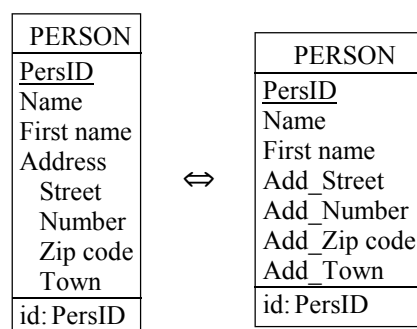 PERSON
PersID
Name
First name
Address
Street
Number
Zip code
Town
id: PersID
⇔
PERSON
PersID
Name
First name
Add_Street
Add_Number
Add_Zip code
Add_Town
id: PersID